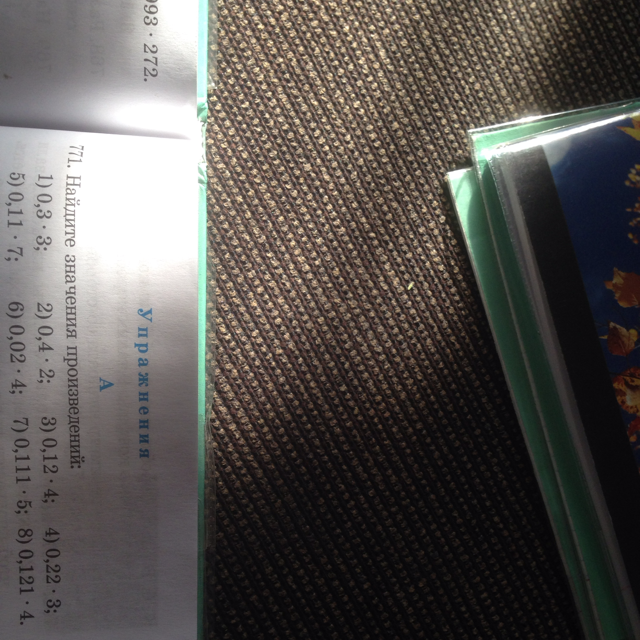 993 · 272.
Упражнения
А
771. Найдите значения произведений:
1) 0,3 · 3; 2) 0,4 · 2; 3) 0,12 · 4; 4) 0,22 · 3;
5) 0,11 · 7; 6) 0,02 · 4; 7) 0,111 · 5; 8) 0,121 · 4.